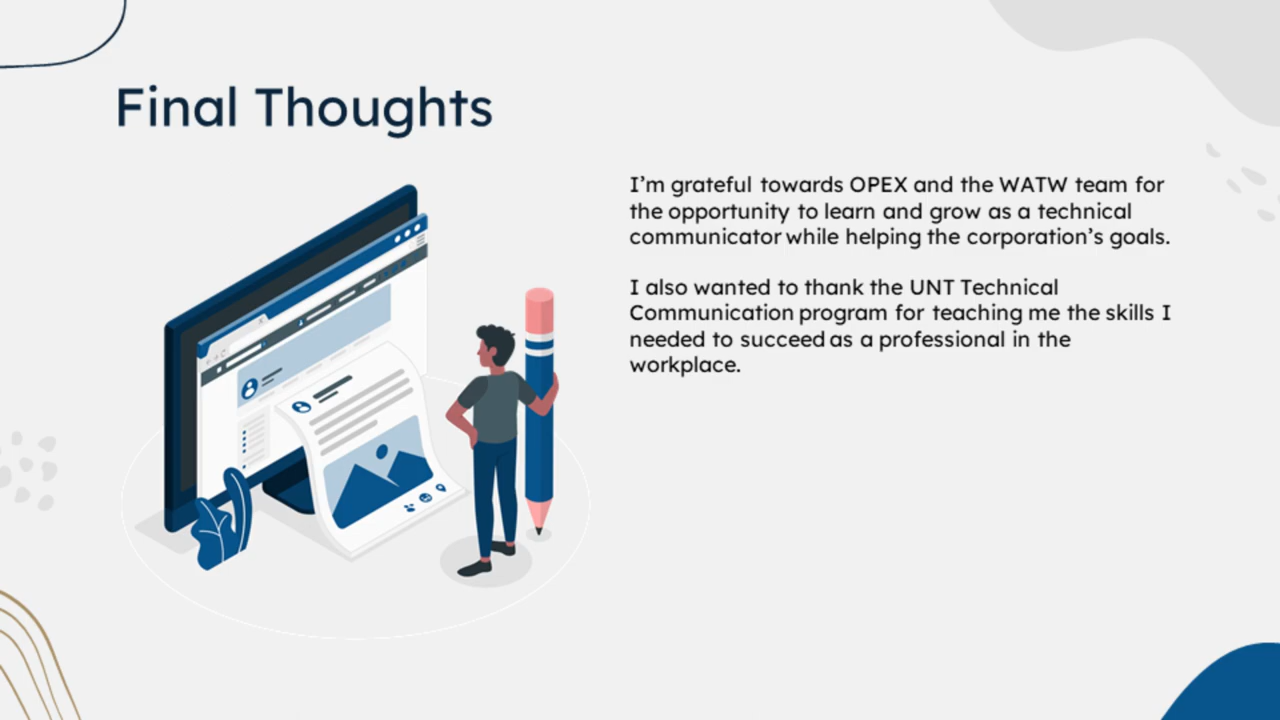 Final Thoughts
I’m grateful towards OPEX and the WATW team for
the opportunity to learn and grow as a technical
communicator while helping the corporation’s goals.
I also wanted to thank the UNT Technical
Communication program for teaching me the skills I
needed to succeed as a professional in the
workplace.